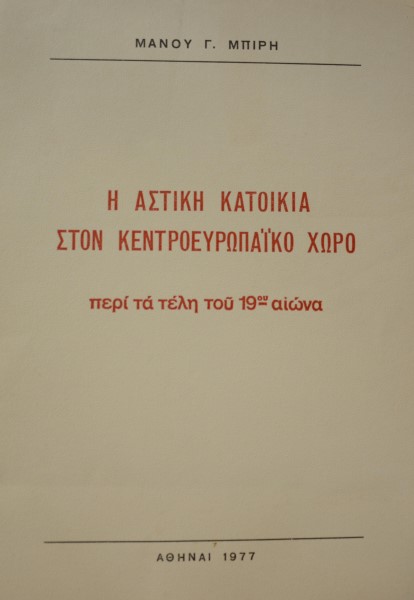 ΜΑΝΟΥ Γ. ΜΠΙΡΗ
Η ΑΣΤΙΚΗ ΚΑΤΟΙΚΙΑ
ΣΤΟΝ ΚΕΝΤΡΟΕΥΡΩΠΑΪΚΟ ΧΩΡΟ
περί τά τέλη τοῦ 19ου αἰώνα
ΑΘΗΝΑΙ 1977